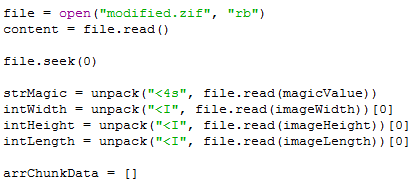 file = open("modified.zif", "rb")
content = file.read()
file.seek(0)
strMagic = unpack("<4s", file.read(magicValue))
intWidth = unpack("<I", file.read(imageWidth))[0]
intHeight = unpack("<I", file.read(imageHeight))[0]
intLength = unpack("<I", file.read(imageLength))[0]
arrChunkData = []